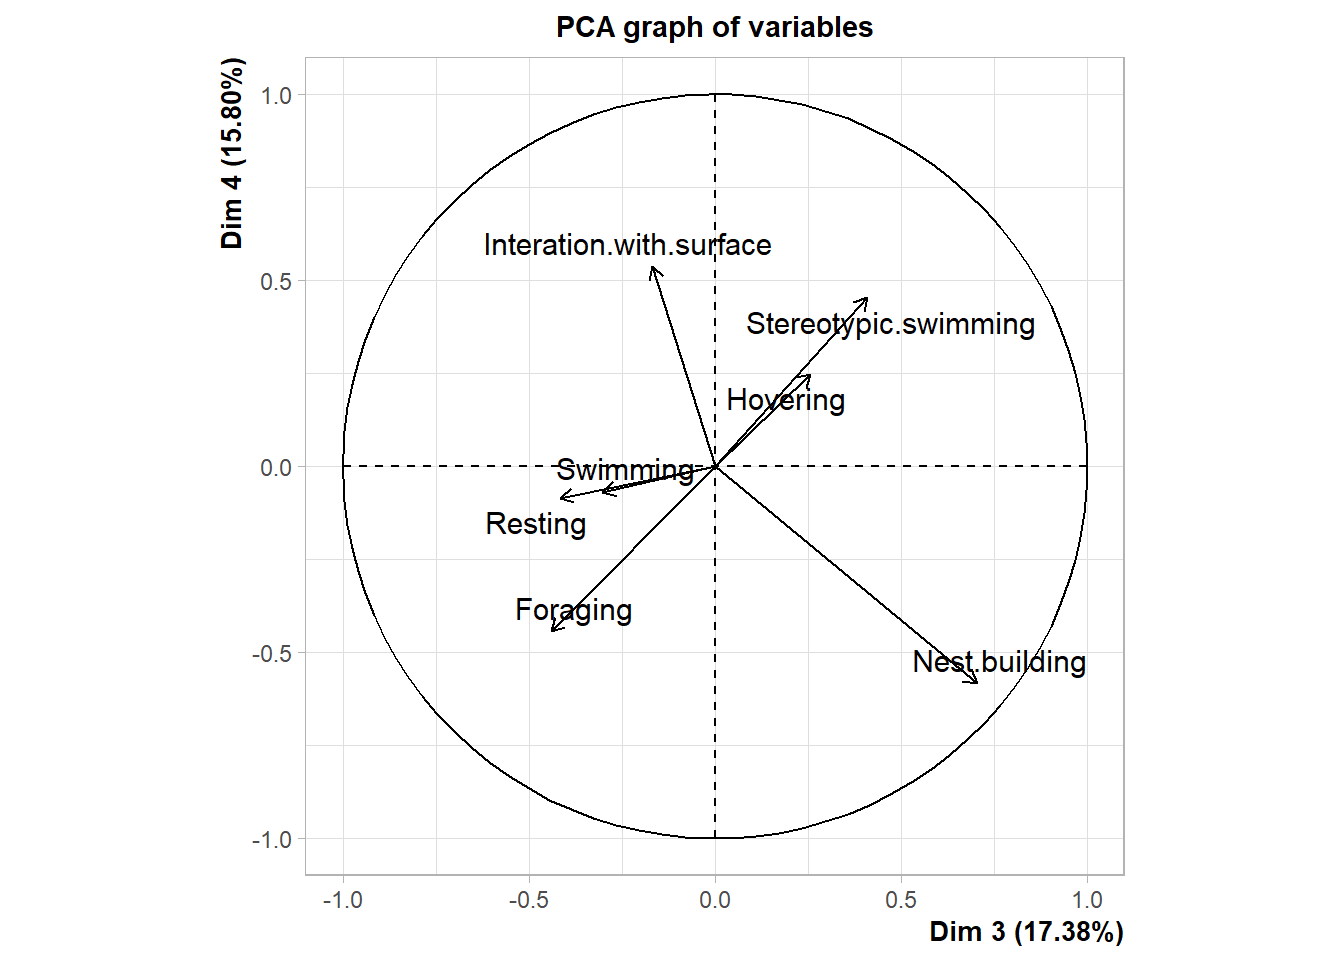 PCA graph of variables
Dim 4 (15.80%)
1.0
0.5
0.0
-0.5
-1.0
Interation.with.surface
Stereotypic.swimming
Hovering
Swimming
Resting
Foraging
Nest.building
-1.0 -0.5 0.0 0.5 1.0
Dim 3 (17.38%)